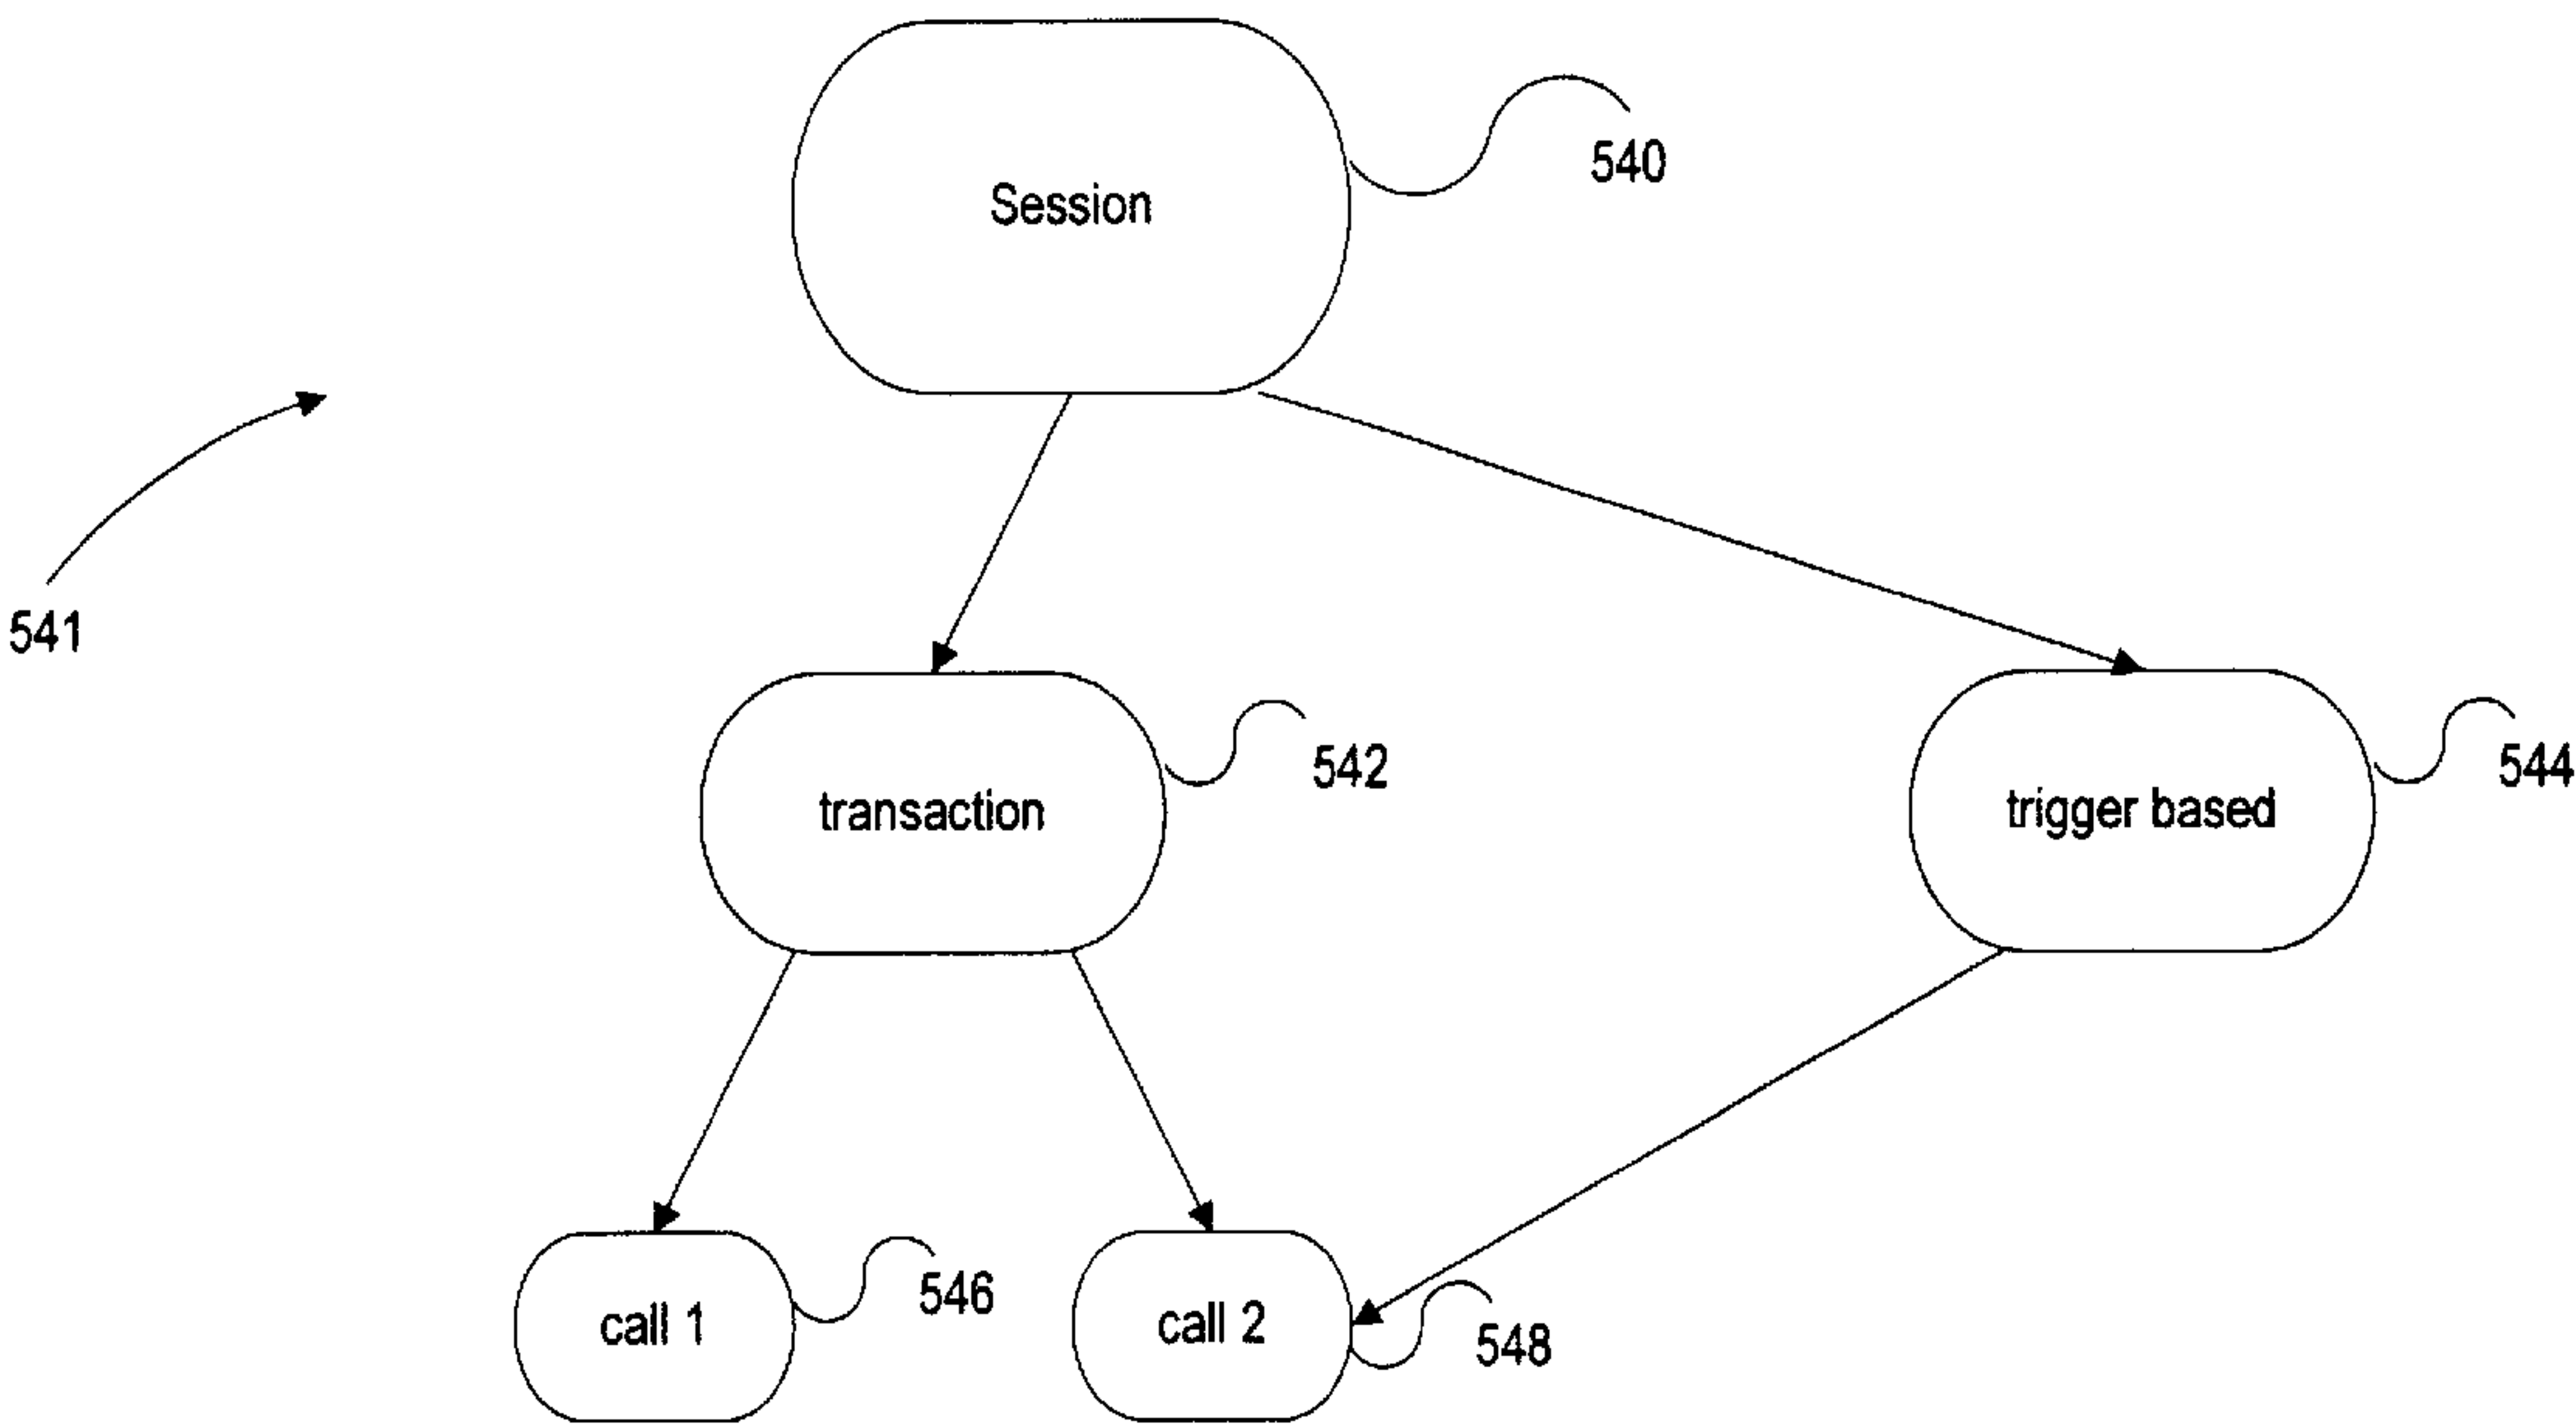 540
Session
541
542
544
transaction
trigger based
546
call 1
call 2
548